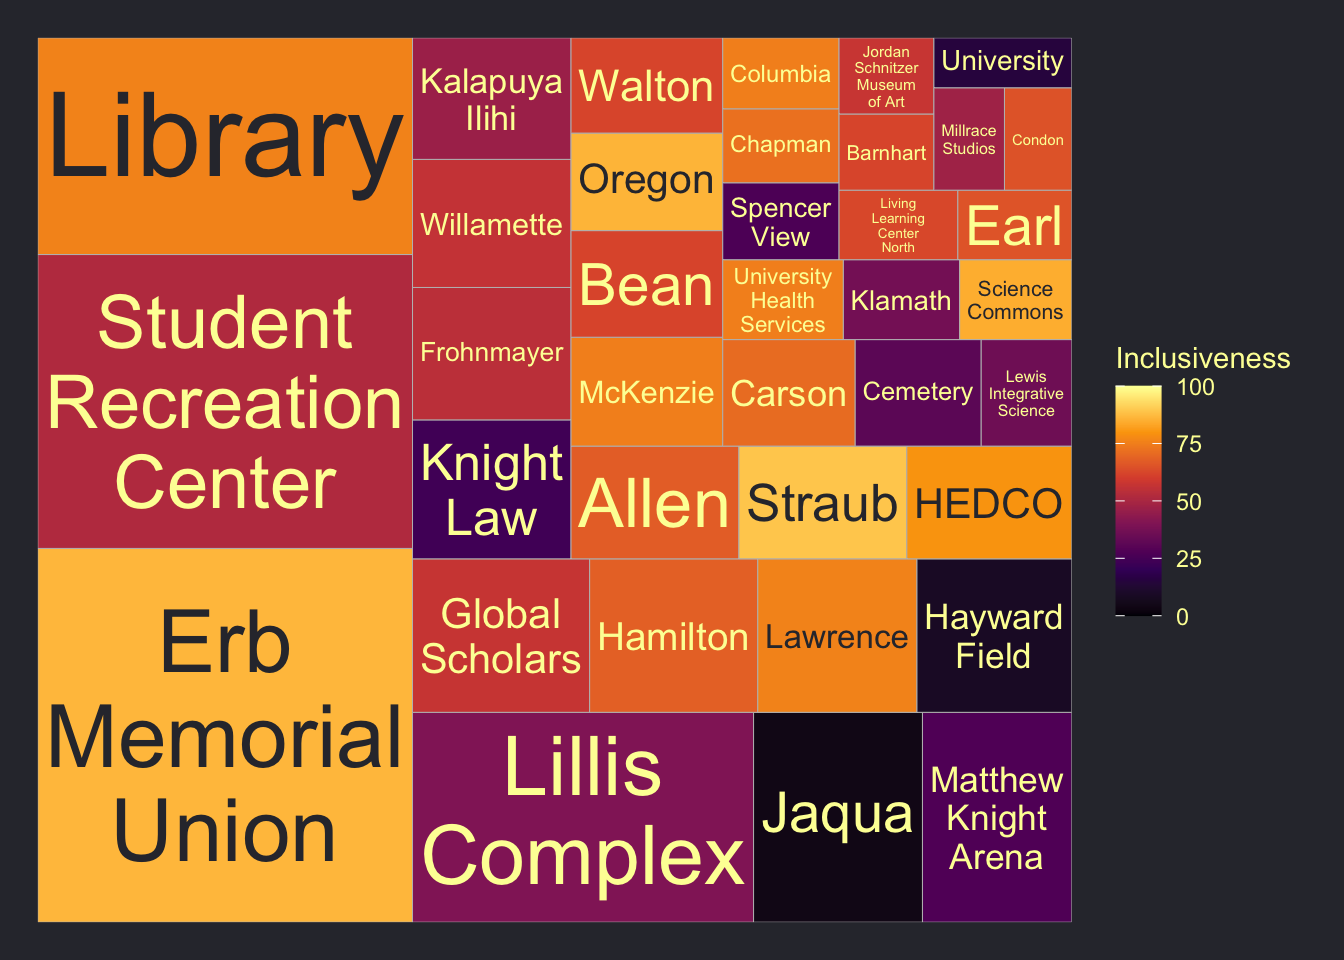 Library
Student
Recreation
Center
Erb
Memorial
Union
Kalapuya
Ilihi
Willamette
Frohnmayer
Knight
Law
Walton
Oregon
Bean
McKenzie
Columbia
Chapman
Spencer
View
Jordan
Schnitzer
Museum
of Art
Barnhart
University
Millrace
Studios
Condon
Living
Learning
Center
North
Earl
University
Health
Services
Klamath
Science
Commons
Carson
Cemetery
Lewis
Integrative
Science
Allen
Straub
HEDCO
Global
Scholars
Hamilton
Lawrence
Hayward
Field
Lillis
Complex
Jaqua
Matthew
Knight
Arena
Inclusiveness
100
75
50
25
0